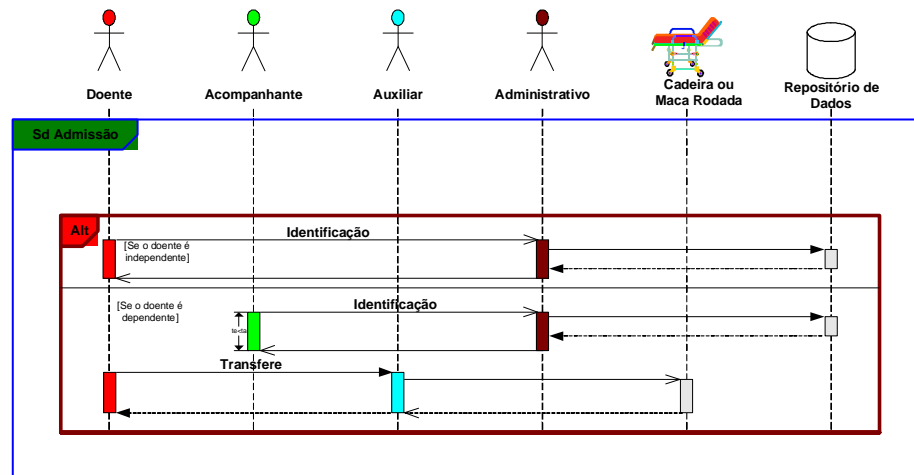 Doente
Acompanhante
Auxiliar
Administrativo
Cadeira ou
Maca Rodada
Repositório de
Dados
Sd Admissão
Alt
[Se o doente é
independente]
Identificação
[Se o doente é
dependente]
Identificação
Transfere